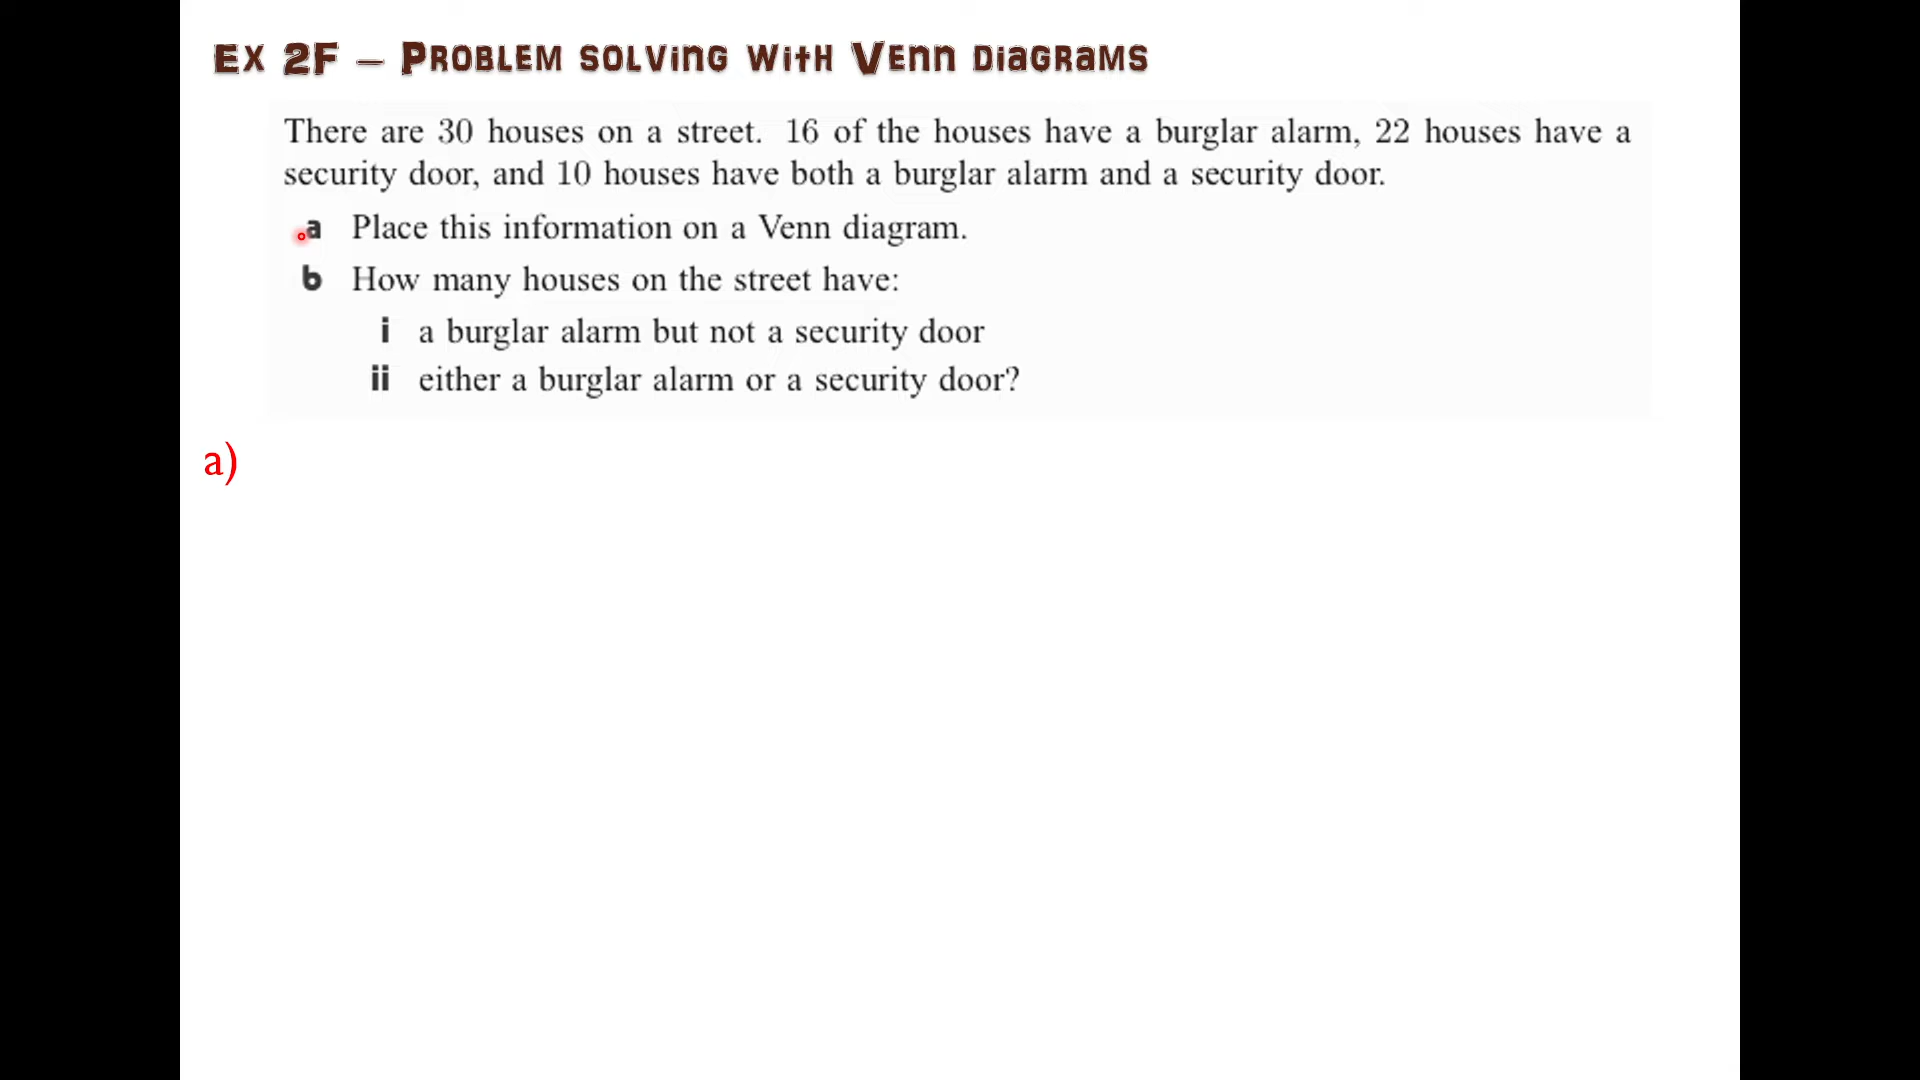 Ex 2F – Problem solving with Venn diagrams
There are 30 houses on a street. 16 of the houses have a burglar alarm, 22 houses have a
security door, and 10 houses have both a burglar alarm and a security door.
a Place this information on a Venn diagram.
b How many houses on the street have:
i a burglar alarm but not a security door
ii either a burglar alarm or a security door?
a)